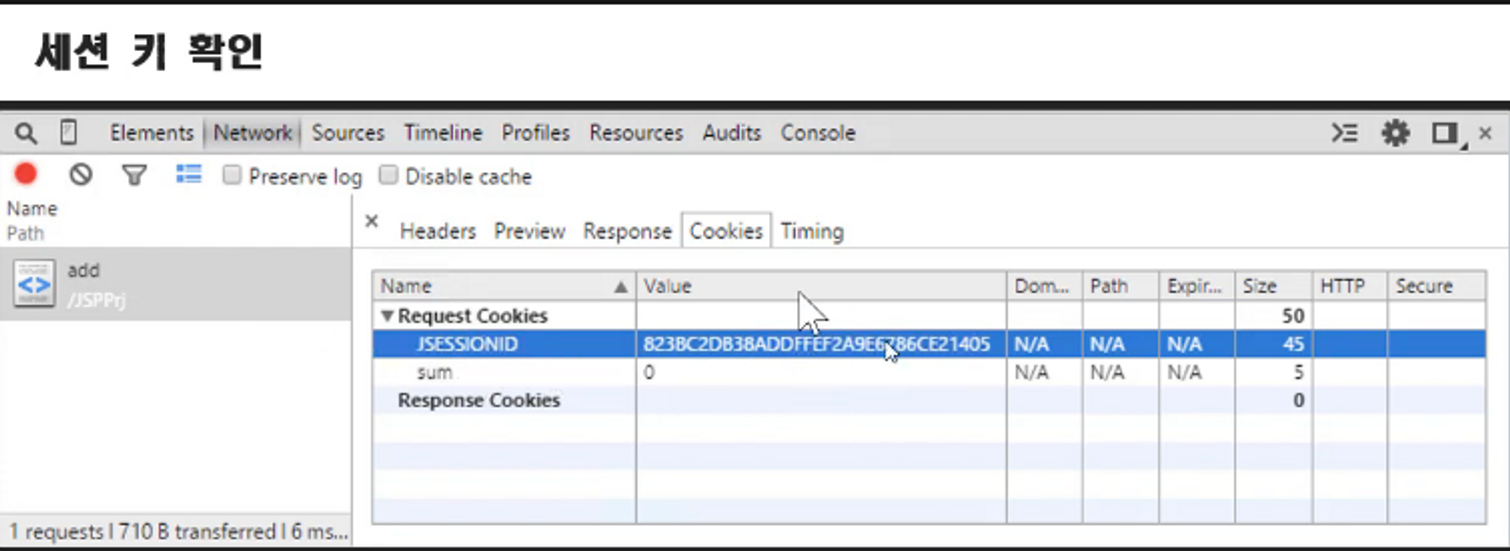 세션 키 확인
Elements Network Sources Timeline Profiles Resources Audits Console
Preserve log Disable cache
Name
Path
Headers Preview Response Cookies Timing
add
/JSPPrj
Name Value Dom... Path Expir... Size HTTP Secure
Request Cookies 50
JSESSIONID 823BC2DB38ADDFFEF2A9E6786CE21405 N/A N/A N/A 45
sum 0 N/A N/A N/A 5
Response Cookies 0
1 requests | 710 B transferred | 6 ms...